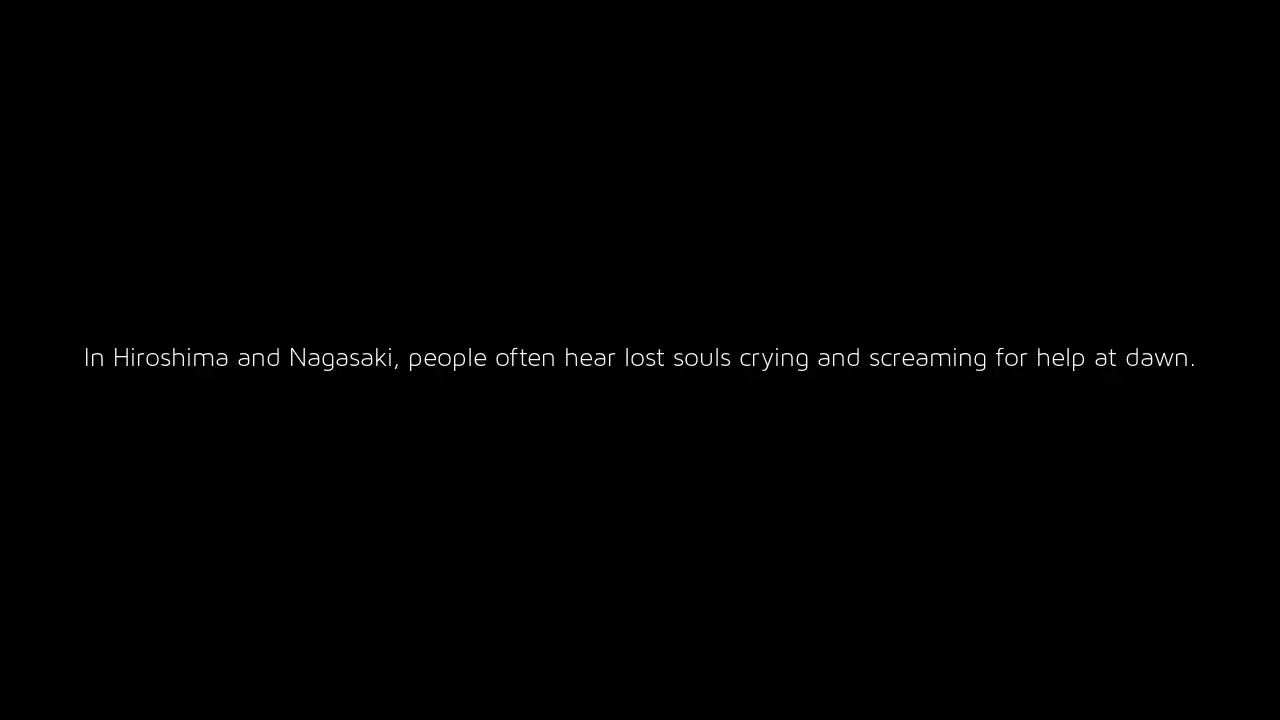 In Hiroshima and Nagasaki, people often hear lost souls crying and screaming for help at dawn.